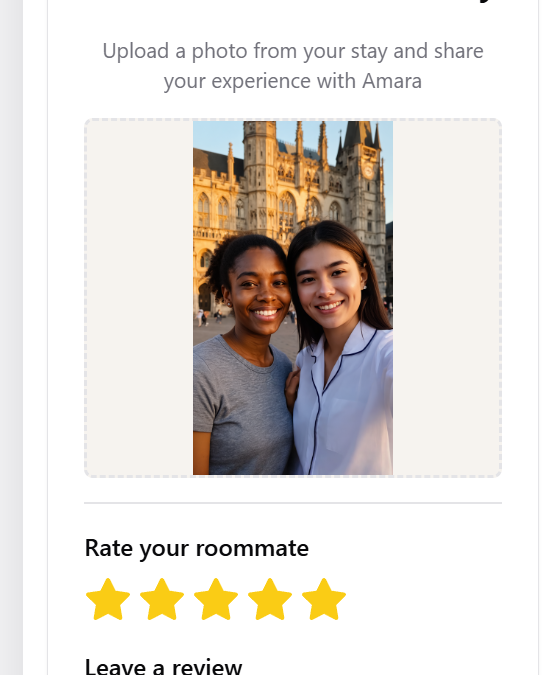 Upload a photo from your stay and share
your experience with Amara
Rate your roommate
Leave a review